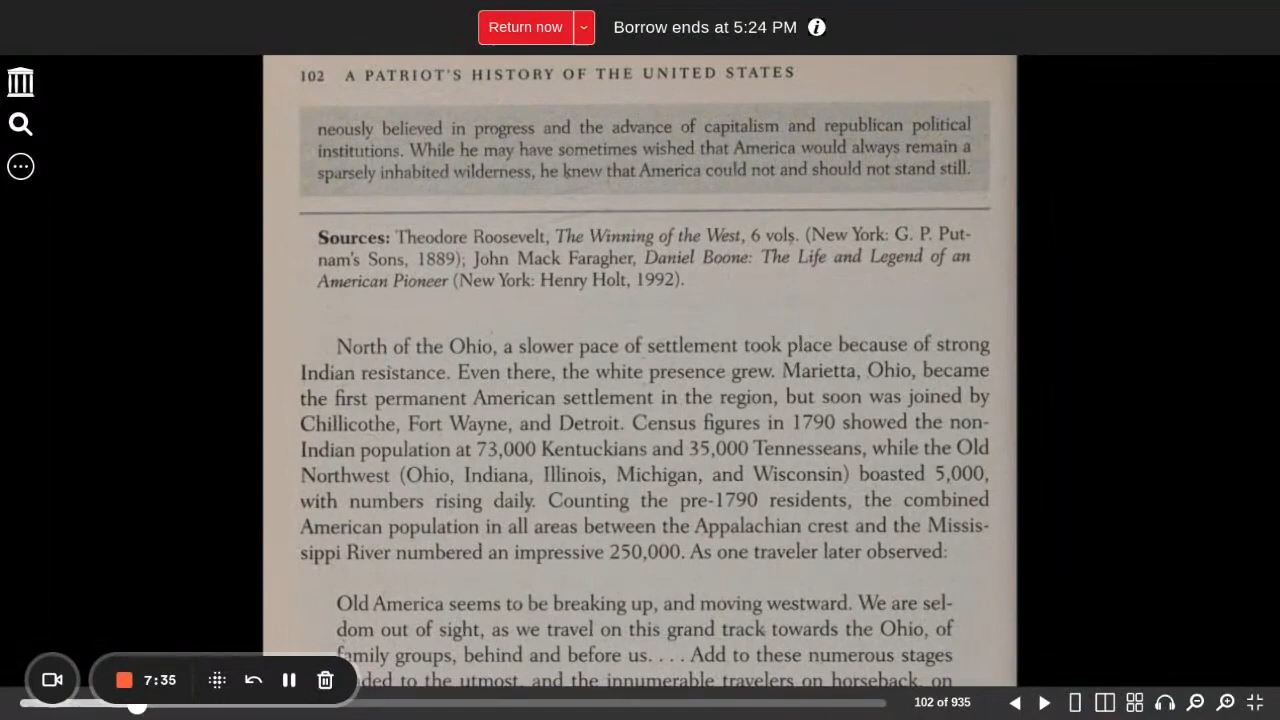 Return now
Borrow ends at 5:24 PM
102 A PATRIOT'S HISTORY OF THE UNITED STATES
neously believed in progress and the advance of capitalism and republican political
institutions. While he may have sometimes wished that America would always remain a
sparsely inhabited wilderness, he knew that America could not and should not stand still.
Sources: Theodore Roosevelt, The Winning of the West, 6 vols. (New York: G. P. Put-
nam's Sons, 1889); John Mack Faragher, Daniel Boone: The Life and Legend of an
American Pioneer (New York: Henry Holt, 1992).
North of the Ohio, a slower pace of settlement took place because of strong
Indian resistance. Even there, the white presence grew. Marietta, Ohio, became
the first permanent American settlement in the region, but soon was joined by
Chillicothe, Fort Wayne, and Detroit. Census figures in 1790 showed the non-
Indian population at 73,000 Kentuckians and 35,000 Tennesseans, while the Old
Northwest (Ohio, Indiana, Illinois, Michigan, and Wisconsin) boasted 5,000,
with numbers rising daily. Counting the pre-1790 residents, the combined
American population in all areas between the Appalachian crest and the Missis-
sippi River numbered an impressive 250,000. As one traveler later observed:
Old America seems to be breaking up, and moving westward. We are sel-
dom out of sight, as we travel on this grand track towards the Ohio, of
family groups, behind and before us. . . . Add to these numerous stages
to the utmost, and the innumerable travelers on horseback, on
7:35
102 of 935